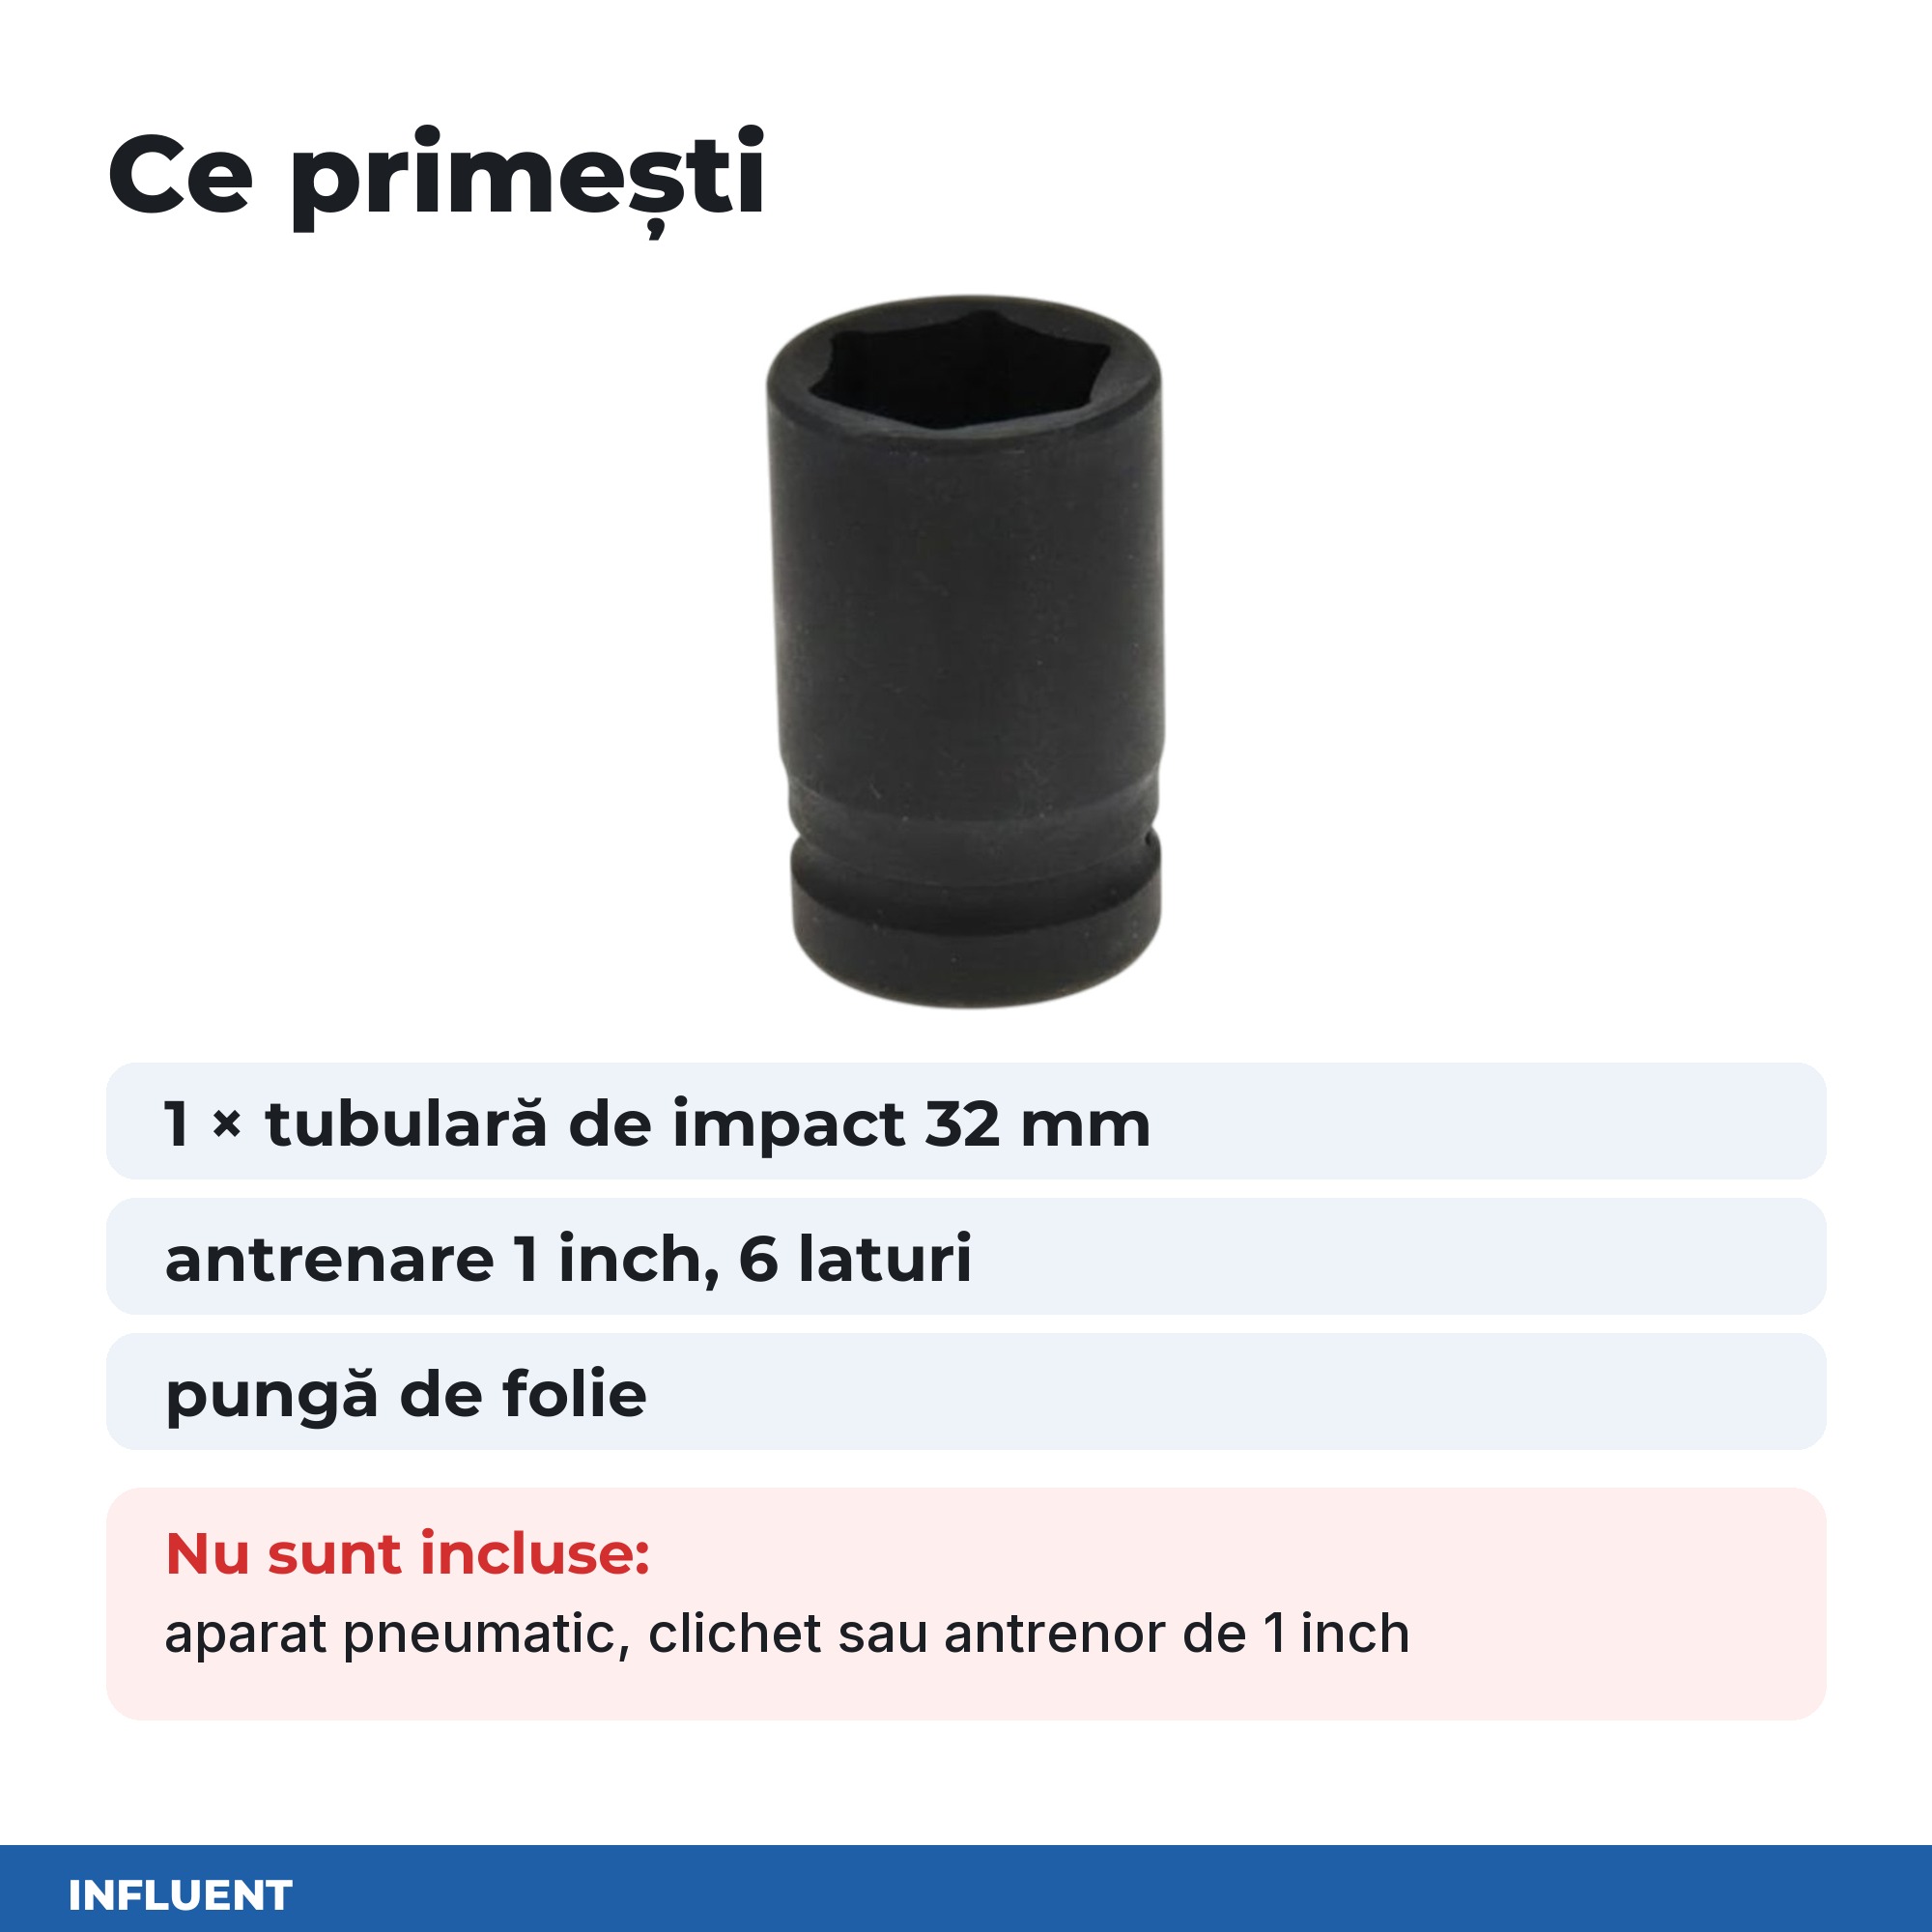 Ce primești
1 × tubulară de impact 32 mm
antrenare 1 inch, 6 laturi
pungă de folie
Nu sunt incluse:
aparat pneumatic, clichet sau antrenor de 1 inch
INFLUENT